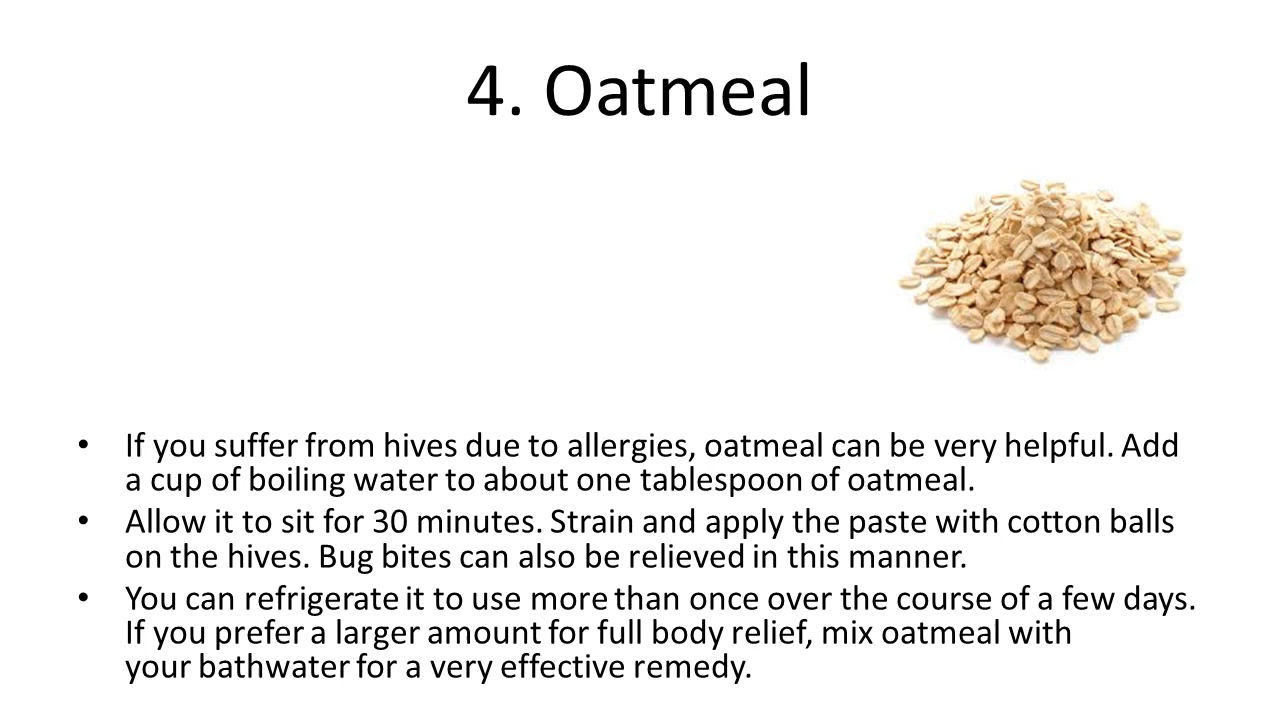 4. Oatmeal
• If you suffer from hives due to allergies, oatmeal can be very helpful. Add
a cup of boiling water to about one tablespoon of oatmeal.
• Allow it to sit for 30 minutes. Strain and apply the paste with cotton balls
on the hives. Bug bites can also be relieved in this manner.
• You can refrigerate it to use more than once over the course of a few days.
If you prefer a larger amount for full body relief, mix oatmeal with
your bathwater for a very effective remedy.